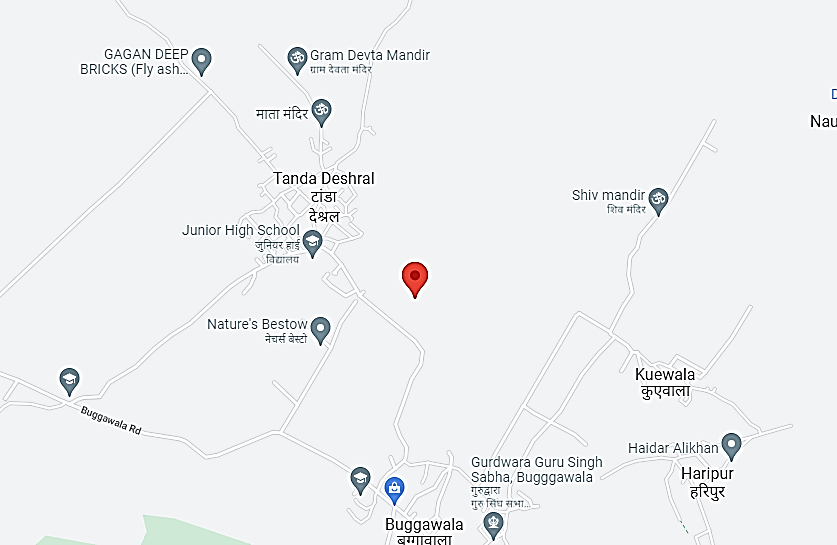 GAGAN DEEP
BRICKS (Fly ash...
Gram Devta Mandir
ग्राम देवता मंदिर
माता मंदिर
D
Nau
Tanda Deshral
टांडा
देश्रल
Shiv mandir
शिव मंदिर
Junior High School
जुनियर हाई
विद्यालय
Nature's Bestow
नेचर्स बेस्टो
Kuewala
कुएवाला
Buggawala Rd
Haidar Alikhan
Haripur
हरिपुर
Gurdwara Guru Singh
Sabha, Bugggawala
गुरुद्वारा
गुरु सिंघ सभा...
Buggawala
बग्गावाला